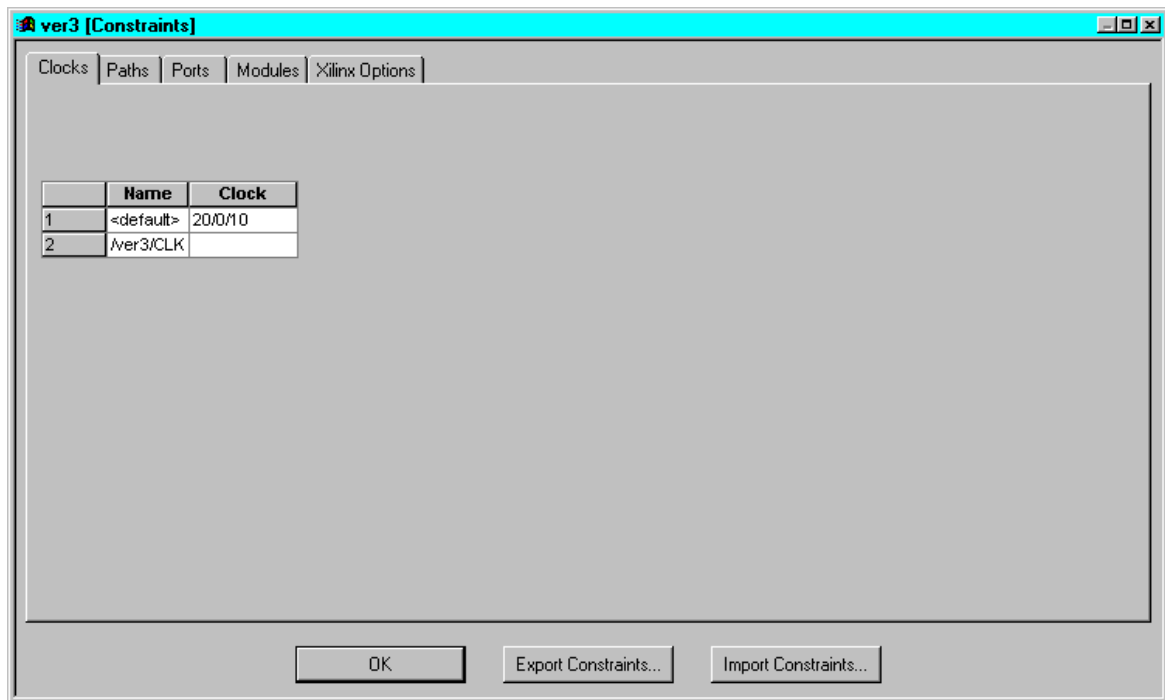 ver3 [Constraints]
Clocks Paths Ports Modules Xilinx Options
Name Clock
1 <default> 20/0/10
2 /ver3/CLK
OK Export Constraints... Import Constraints...